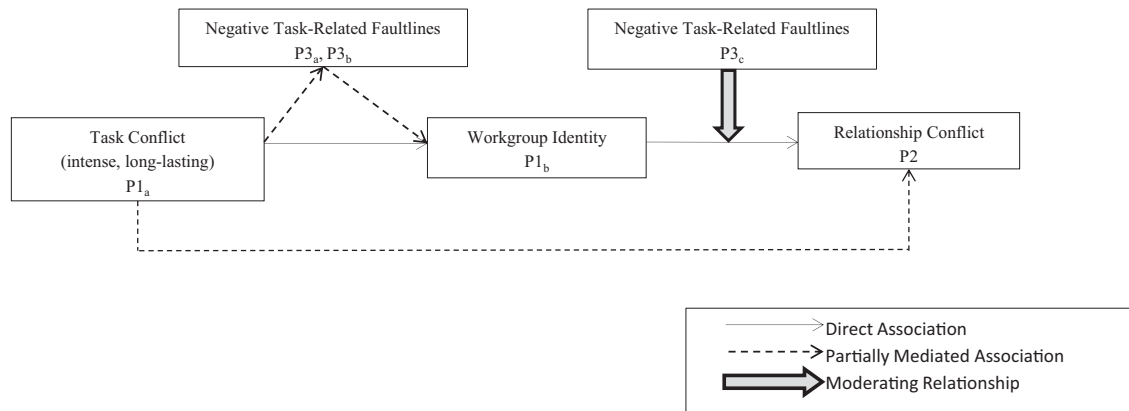 Negative Task-Related Faultlines
P3a, P3b
Negative Task-Related Faultlines
P3c
Task Conflict
(intense, long-lasting)
P1a
Workgroup Identity
P1b
Relationship Conflict
P2
Direct Association
Partially Mediated Association
Moderating Relationship